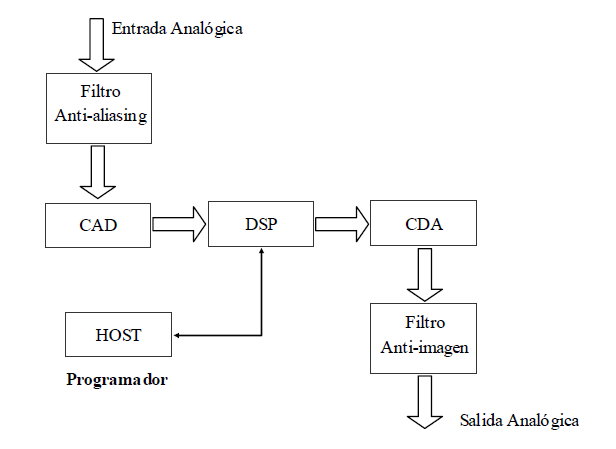 Entrada Analógica
Filtro
Anti-aliasing
CAD
DSP
CDA
HOST
Programador
Filtro
Anti-imagen
Salida Analógica